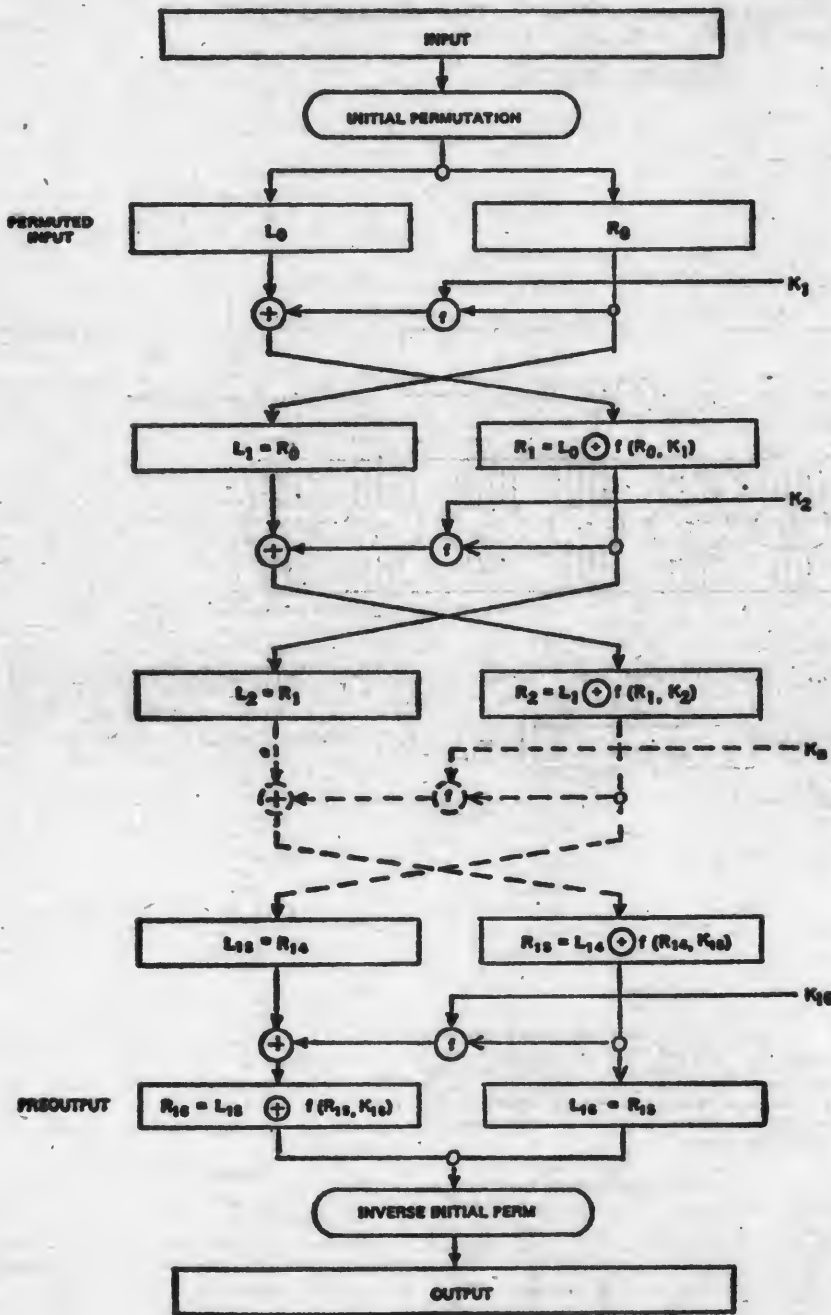 INPUT
INITIAL PERMUTATION
PERMUTED
INPUT
L₀
R₀
K₁
+
f
L₁ = R₀
R₁ = L₀ ⊕ f (R₀, K₁)
K₂
+
f
L₂ = R₁
R₂ = L₁ ⊕ f (R₁, K₂)
Kₙ
+
f
L₁₅ = R₁₄
R₁₅ = L₁₄ ⊕ f (R₁₄, K₁₅)
K₁₆
+
f
PREOUTPUT
R₁₆ = L₁₅ ⊕ f (R₁₅, K₁₆)
L₁₆ = R₁₅
INVERSE INITIAL PERM
OUTPUT